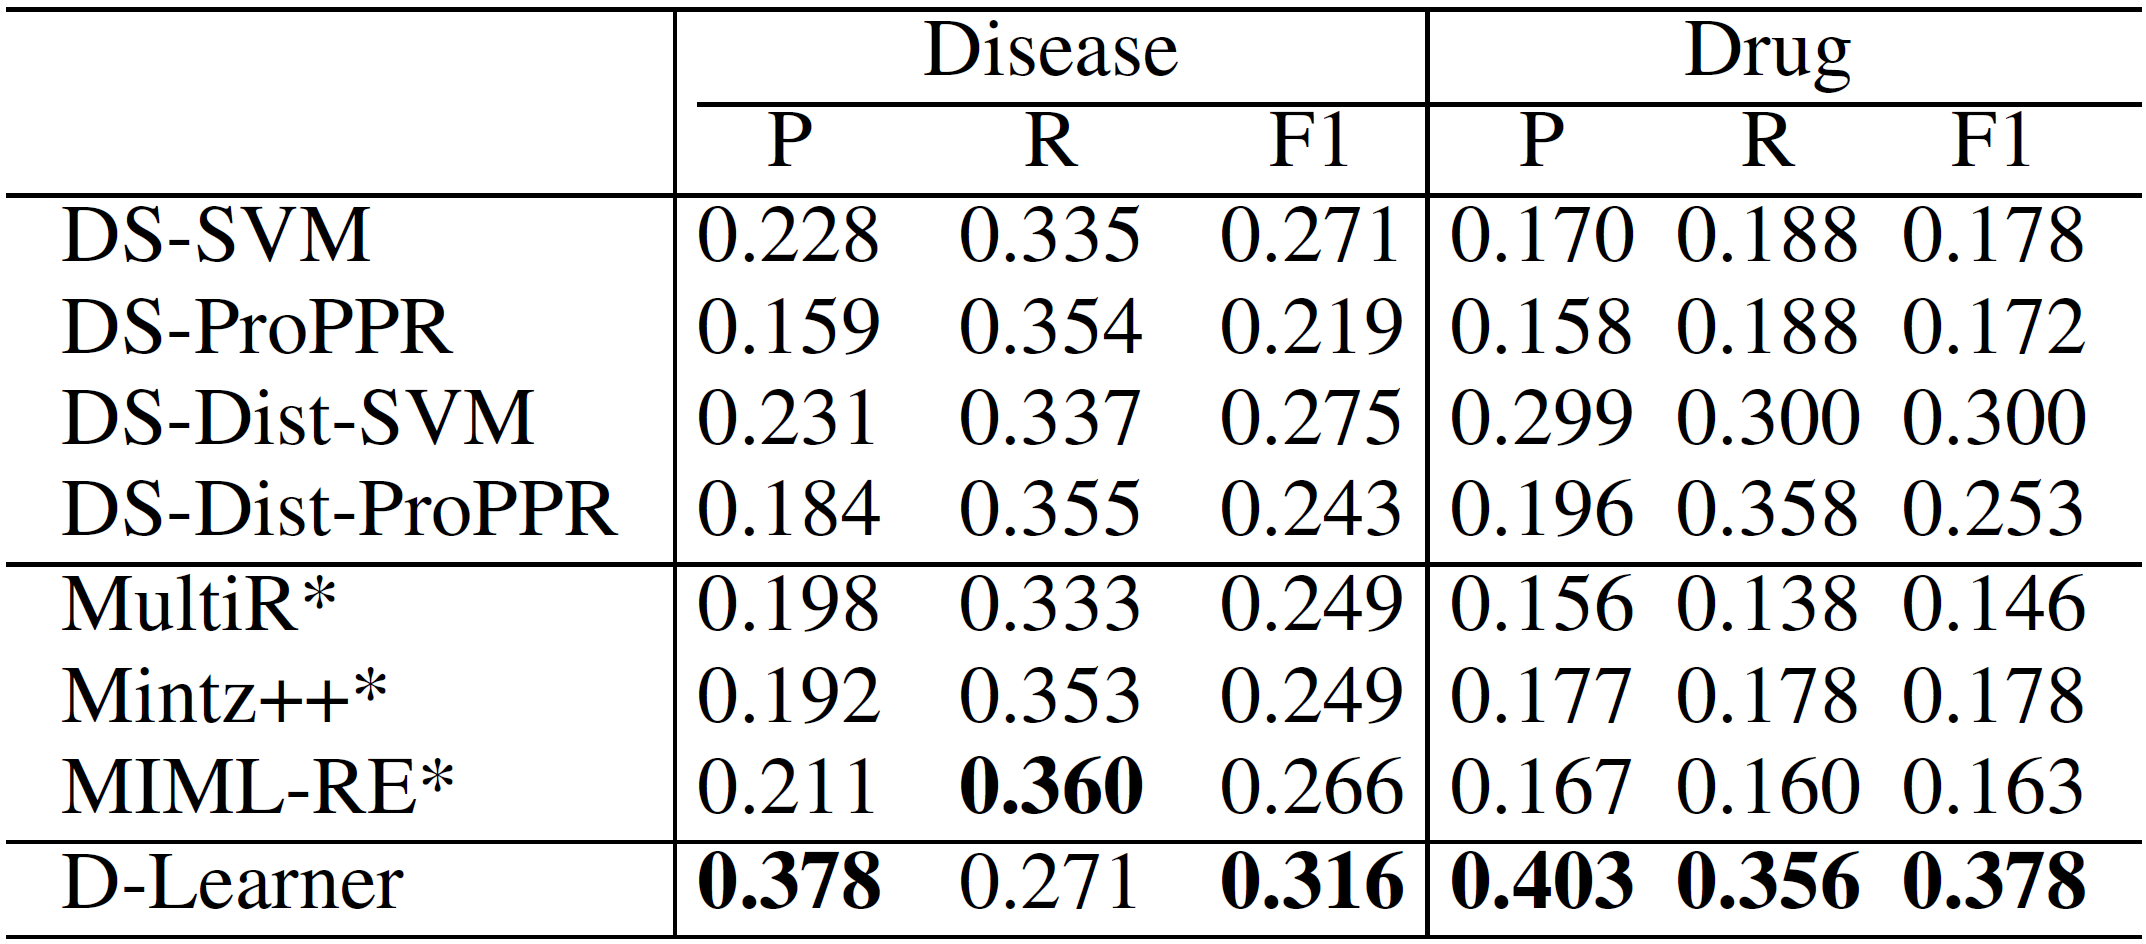 Disease Drug
P R F1 P R F1
DS-SVM 0.228 0.335 0.271 0.170 0.188 0.178
DS-ProPPR 0.159 0.354 0.219 0.158 0.188 0.172
DS-Dist-SVM 0.231 0.337 0.275 0.299 0.300 0.300
DS-Dist-ProPPR 0.184 0.355 0.243 0.196 0.358 0.253
MultiR* 0.198 0.333 0.249 0.156 0.138 0.146
Mintz++* 0.192 0.353 0.249 0.177 0.178 0.178
MIML-RE* 0.211 0.360 0.266 0.167 0.160 0.163
D-Learner 0.378 0.271 0.316 0.403 0.356 0.378